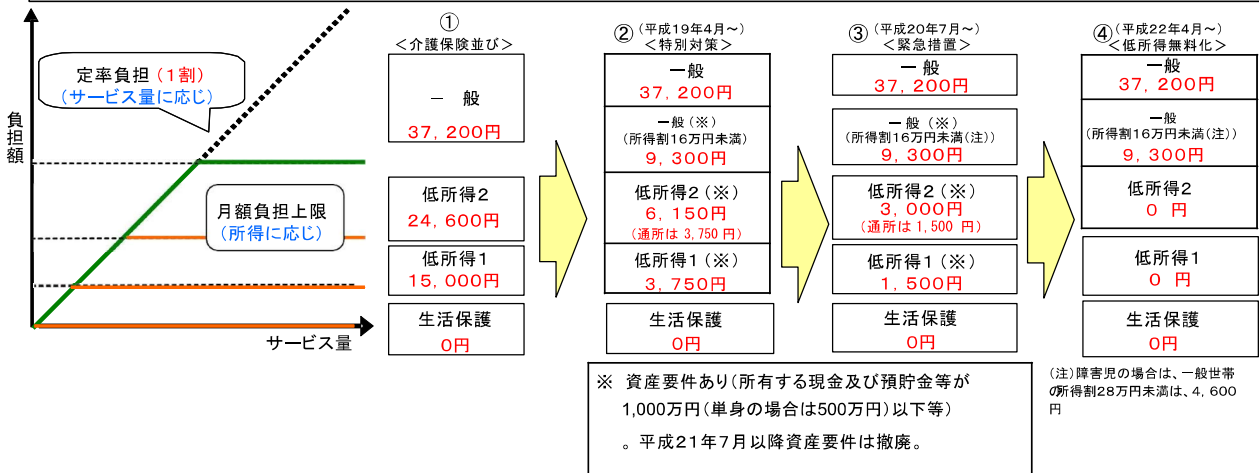 負担額
定率負担（１割）
（サービス量に応じ）
月額負担上限
（所得に応じ）
サービス量
①
＜介護保険並び＞
一　般
37,200円
低所得2
24,600円
低所得1
15,000円
生活保護
0円
②（平成19年4月～）
＜特別対策＞
一般
37,200円
一般（※）
（所得割16万円未満）
9,300円
低所得2（※）
6,150円
（通所は 3,750 円）
低所得1（※）
3,750円
生活保護
0円
③（平成20年7月～）
＜緊急措置＞
一般
37,200円
一般（※）
（所得割16万円未満（注））
9,300円
低所得2（※）
3,000円
（通所は 1,500 円）
低所得1（※）
1,500円
生活保護
0円
④（平成22年4月～）
＜低所得無料化＞
一般
37,200円
一般
（所得割16万円未満（注））
9,300円
低所得2
0 円
低所得1
0 円
生活保護
0円
※ 資産要件あり（所有する現金及び預貯金等が
1,000万円（単身の場合は500万円）以下等）
。平成２１年７月以降資産要件は撤廃。
（注）障害児の場合は、一般世帯
の所得割28万円未満は、4,600
円